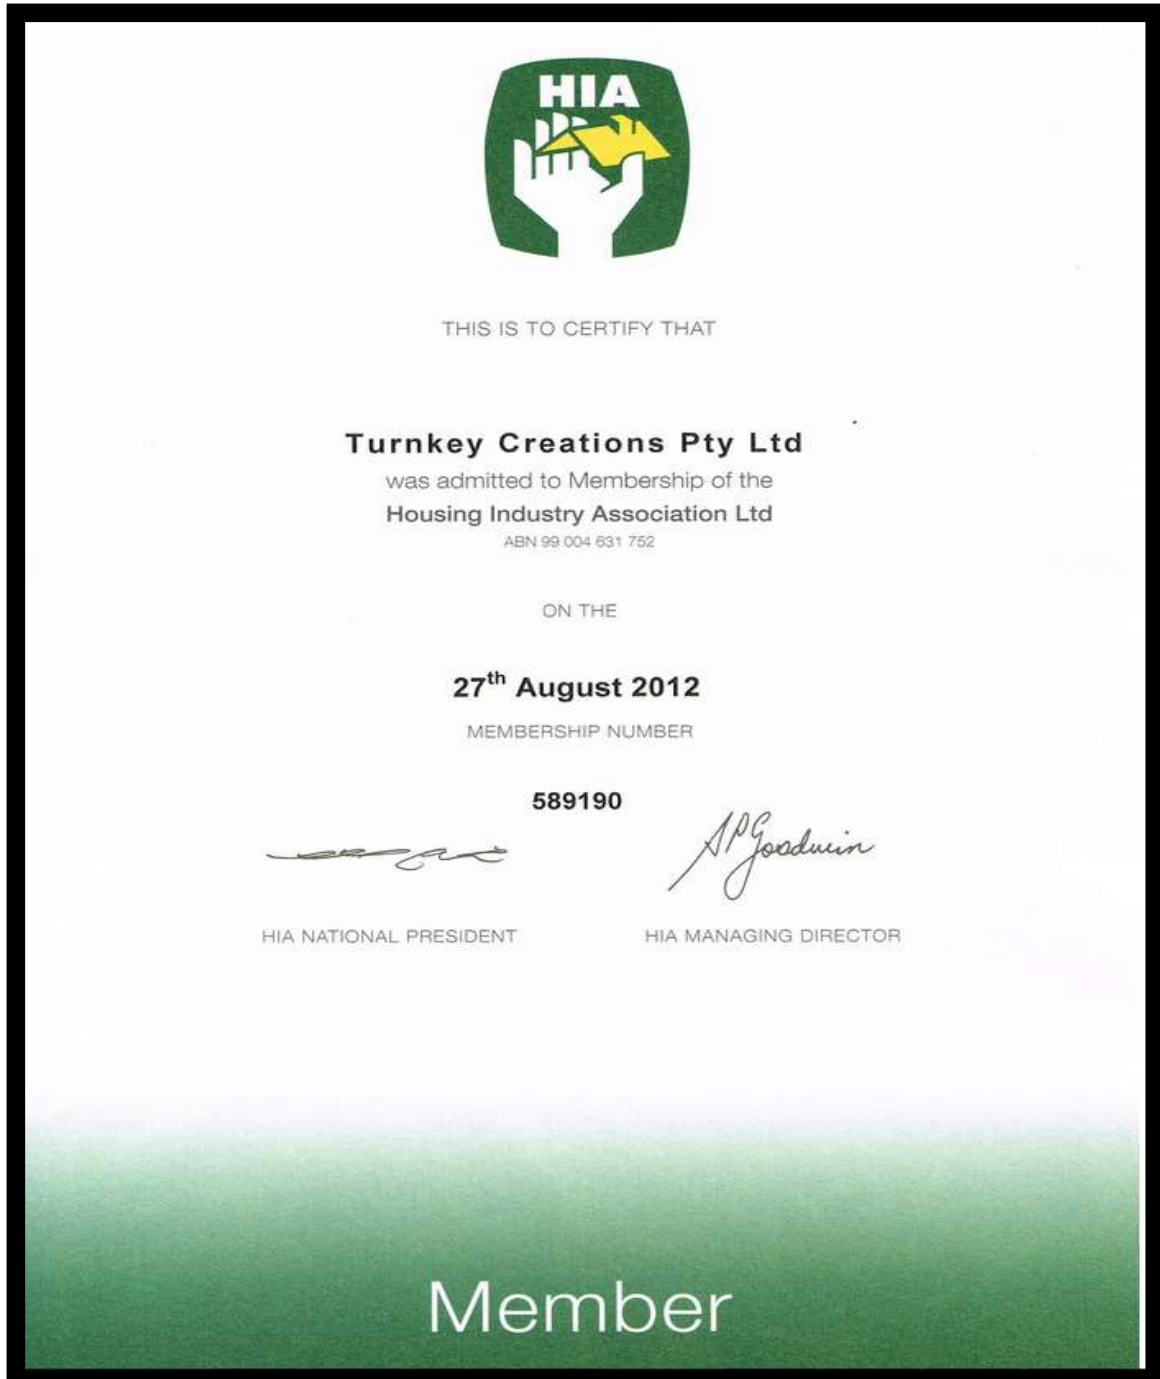 HIA
THIS IS TO CERTIFY THAT
Turnkey Creations Pty Ltd
was admitted to Membership of the
Housing Industry Association Ltd
ABN 99 004 631 752
ON THE
27th August 2012
MEMBERSHIP NUMBER
589190
SPGoodwin
HIA NATIONAL PRESIDENT HIA MANAGING DIRECTOR
Member